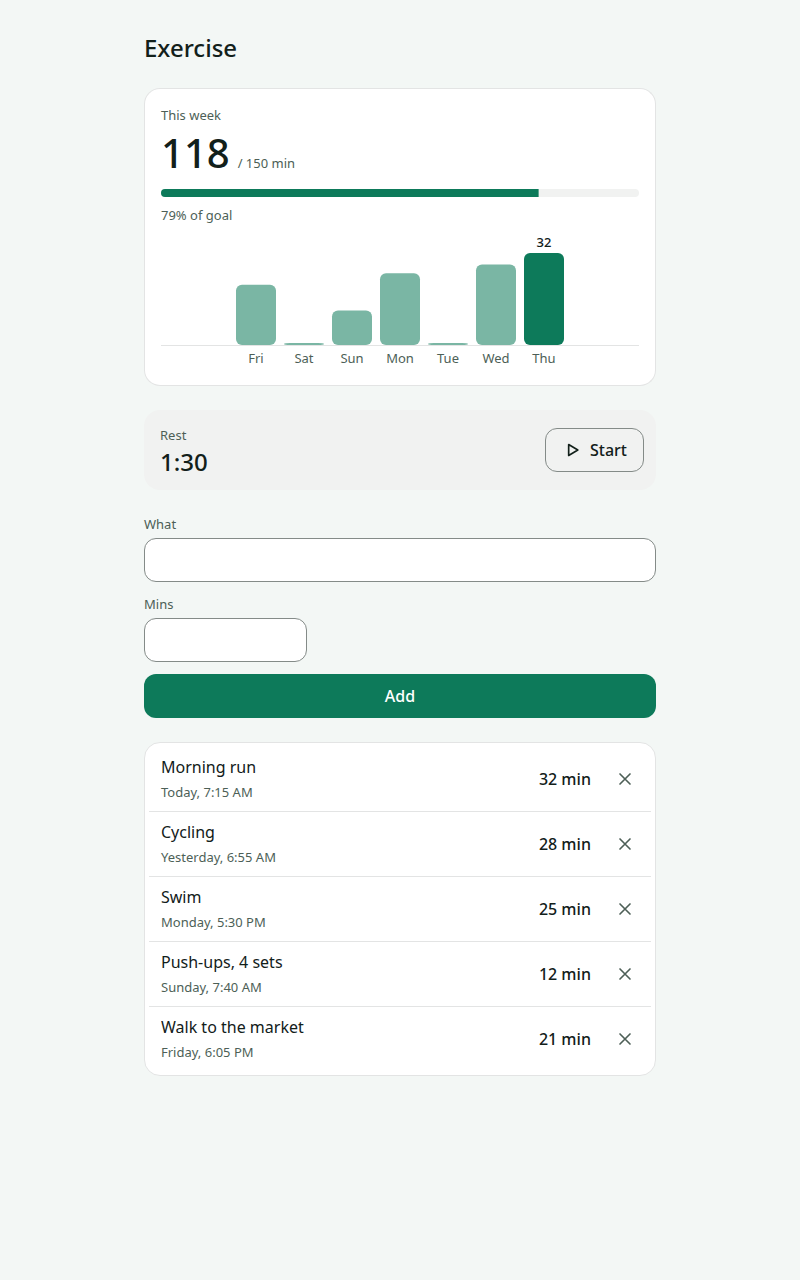 Exercise
This week
118 / 150 min
79% of goal
32
Fri Sat Sun Mon Tue Wed Thu
Rest
1:30
Start
What
Mins
Add
Morning run
Today, 7:15 AM
32 min
Cycling
Yesterday, 6:55 AM
28 min
Swim
Monday, 5:30 PM
25 min
Push-ups, 4 sets
Sunday, 7:40 AM
12 min
Walk to the market
Friday, 6:05 PM
21 min